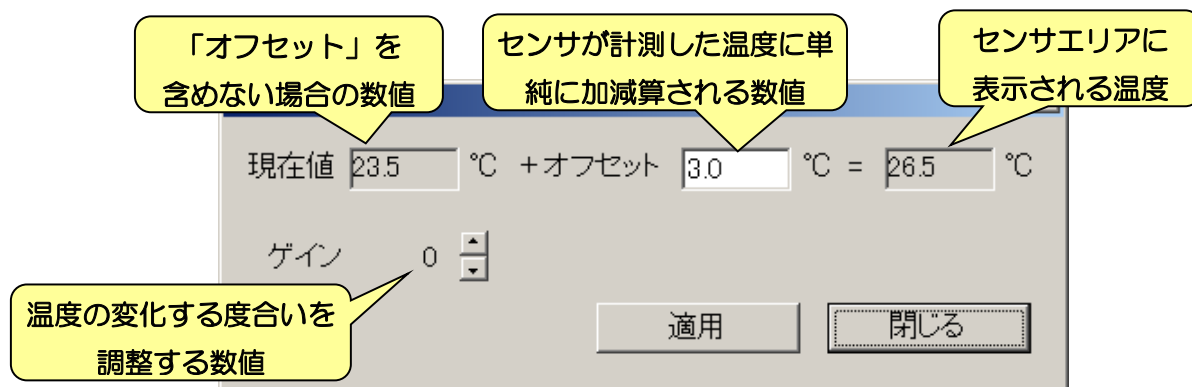 「オフセット」を
含めない場合の数値
センサが計測した温度に単
純に加減算される数値
センサエリアに
表示される温度
現在値 23.5 ℃ +オフセット 3.0 ℃ = 26.5 ℃
ゲイン 0
温度の変化する度合いを
調整する数値
適用 閉じる